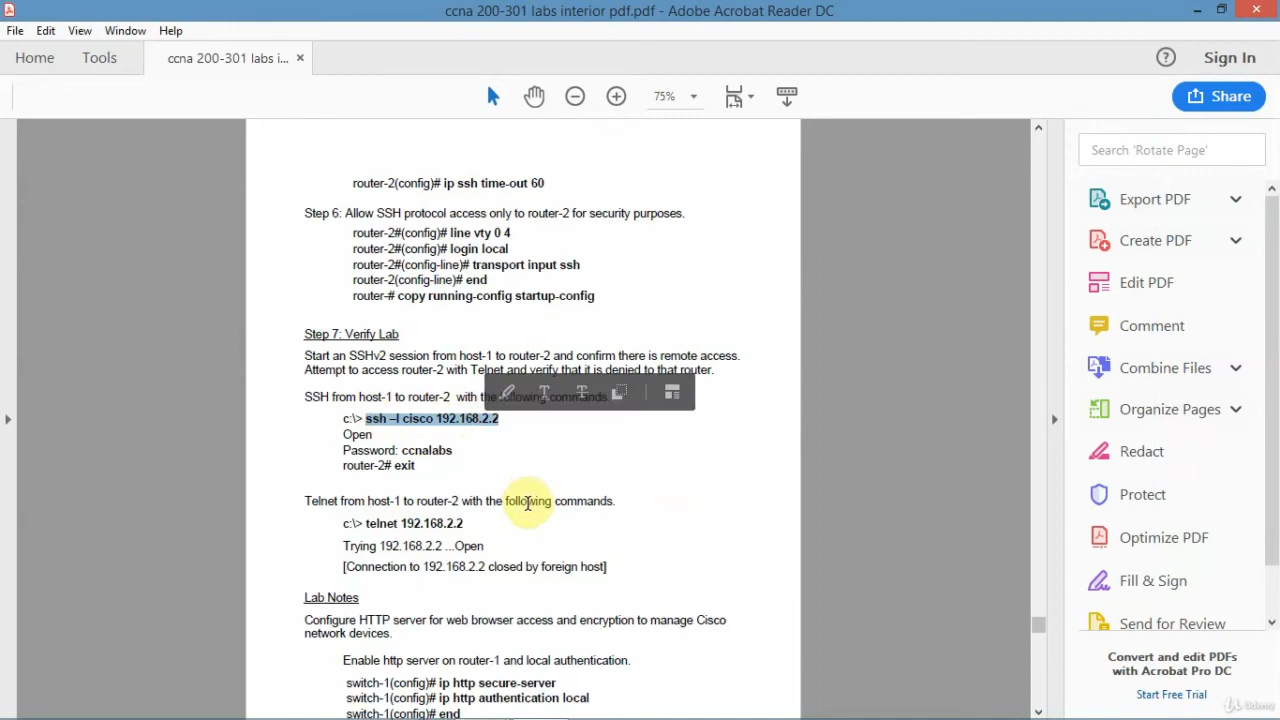 ccna 200-301 labs interior pdf.pdf - Adobe Acrobat Reader DC
File Edit View Window Help
Home Tools ccna 200-301 labs i... × Sign In
75% Share
router-2(config)# ip ssh time-out 60
Step 6: Allow SSH protocol access only to router-2 for security purposes.
router-2#(config)# line vty 0 4
router-2#(config)# login local
router-2#(config-line)# transport input ssh
router-2(config-line)# end
router-# copy running-config startup-config
Step 7: Verify Lab
Start an SSHv2 session from host-1 to router-2 and confirm there is remote access.
Attempt to access router-2 with Telnet and verify that it is denied to that router.
SSH from host-1 to router-2 with the following commands
c:\> ssh –l cisco 192.168.2.2
Open
Password: ccnalabs
router-2# exit
Telnet from host-1 to router-2 with the following commands.
c:\> telnet 192.168.2.2
Trying 192.168.2.2 ...Open
[Connection to 192.168.2.2 closed by foreign host]
Lab Notes
Configure HTTP server for web browser access and encryption to manage Cisco
network devices.
Enable http server on router-1 and local authentication.
switch-1(config)# ip http secure-server
switch-1(config)# ip http authentication local
switch-1(config)# end
Search 'Rotate Page'
Export PDF
Create PDF
Edit PDF
Comment
Combine Files
Organize Pages
Redact
Protect
Optimize PDF
Fill & Sign
Send for Review
Convert and edit PDFs
with Acrobat Pro DC
Start Free Trial
Udemy